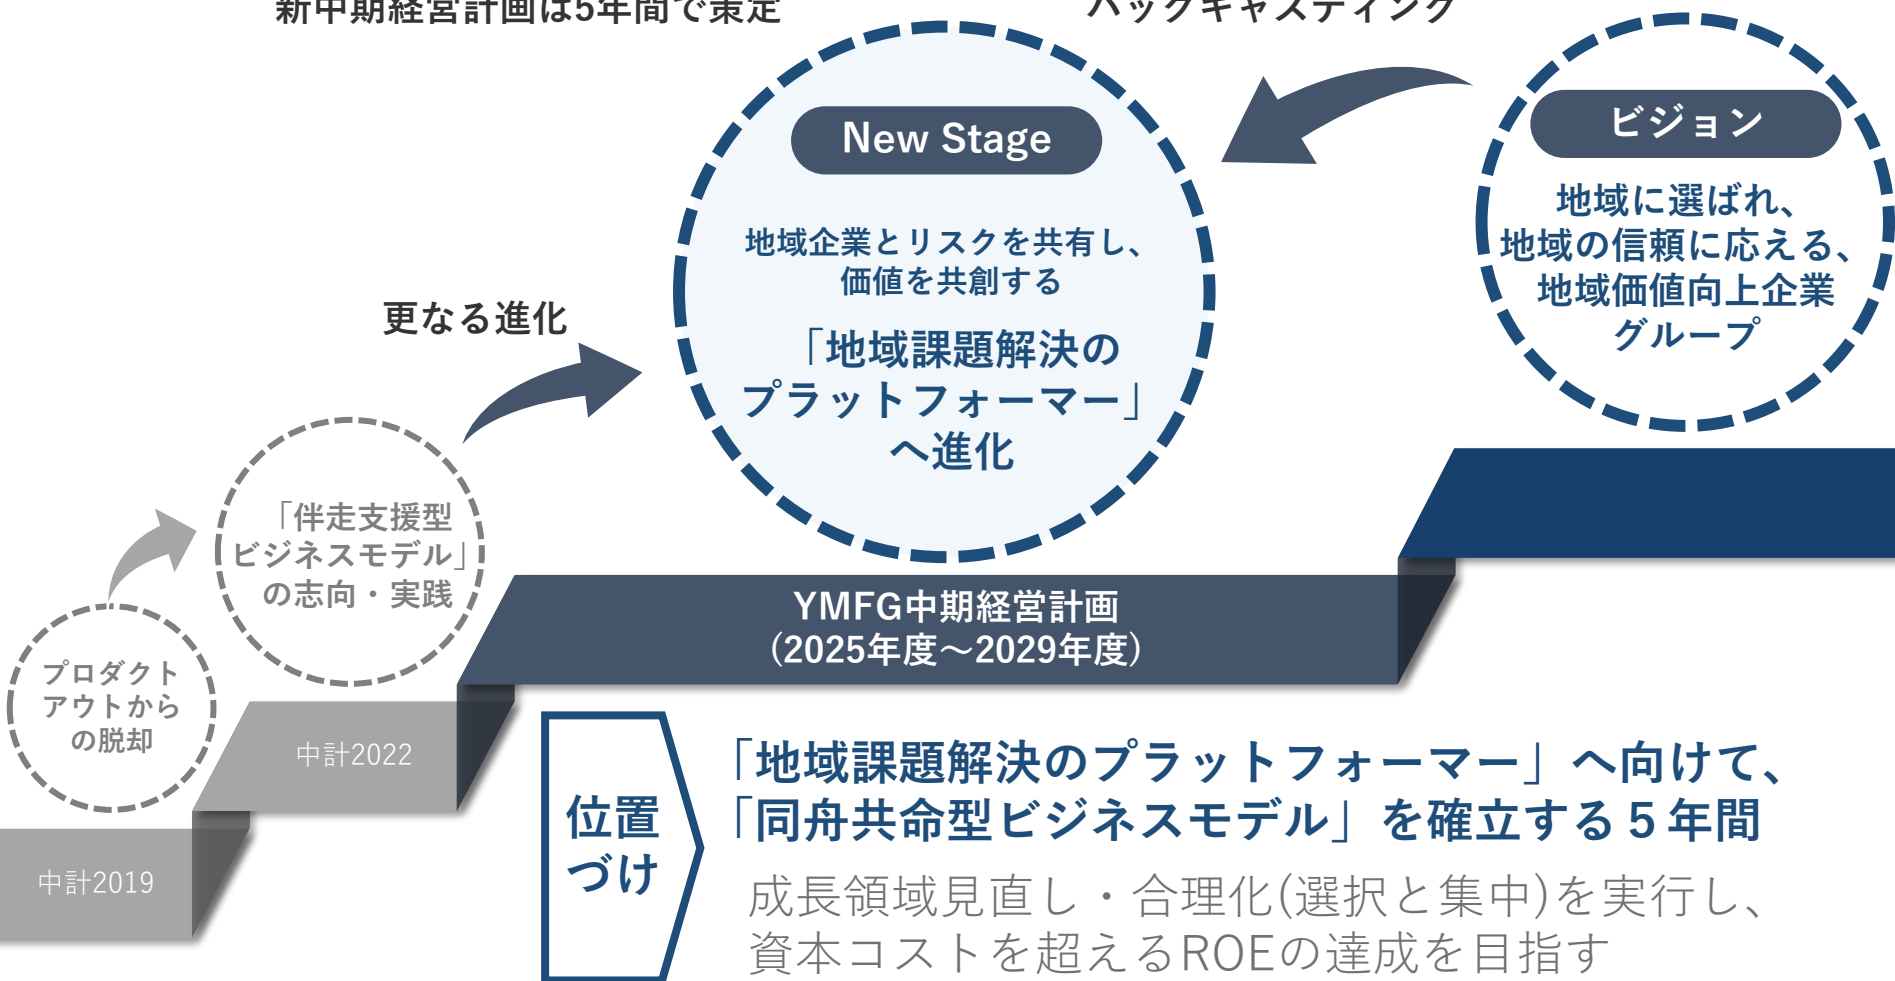 新中期経営計画は5年間で策定
バックキャスティング
New Stage
地域企業とリスクを共有し、
価値を共創する
「地域課題解決の
プラットフォーマー」
へ進化
ビジョン
地域に選ばれ、
地域の信頼に応える、
地域価値向上企業
グループ
更なる進化
「伴走支援型
ビジネスモデル」
の志向・実践
プロダクト
アウトから
の脱却
YMFG中期経営計画
(2025年度～2029年度)
中計2022
中計2019
位置
づけ
「地域課題解決のプラットフォーマー」へ向けて、
「同舟共命型ビジネスモデル」を確立する５年間
成長領域見直し・合理化(選択と集中)を実行し、
資本コストを超えるROEの達成を目指す